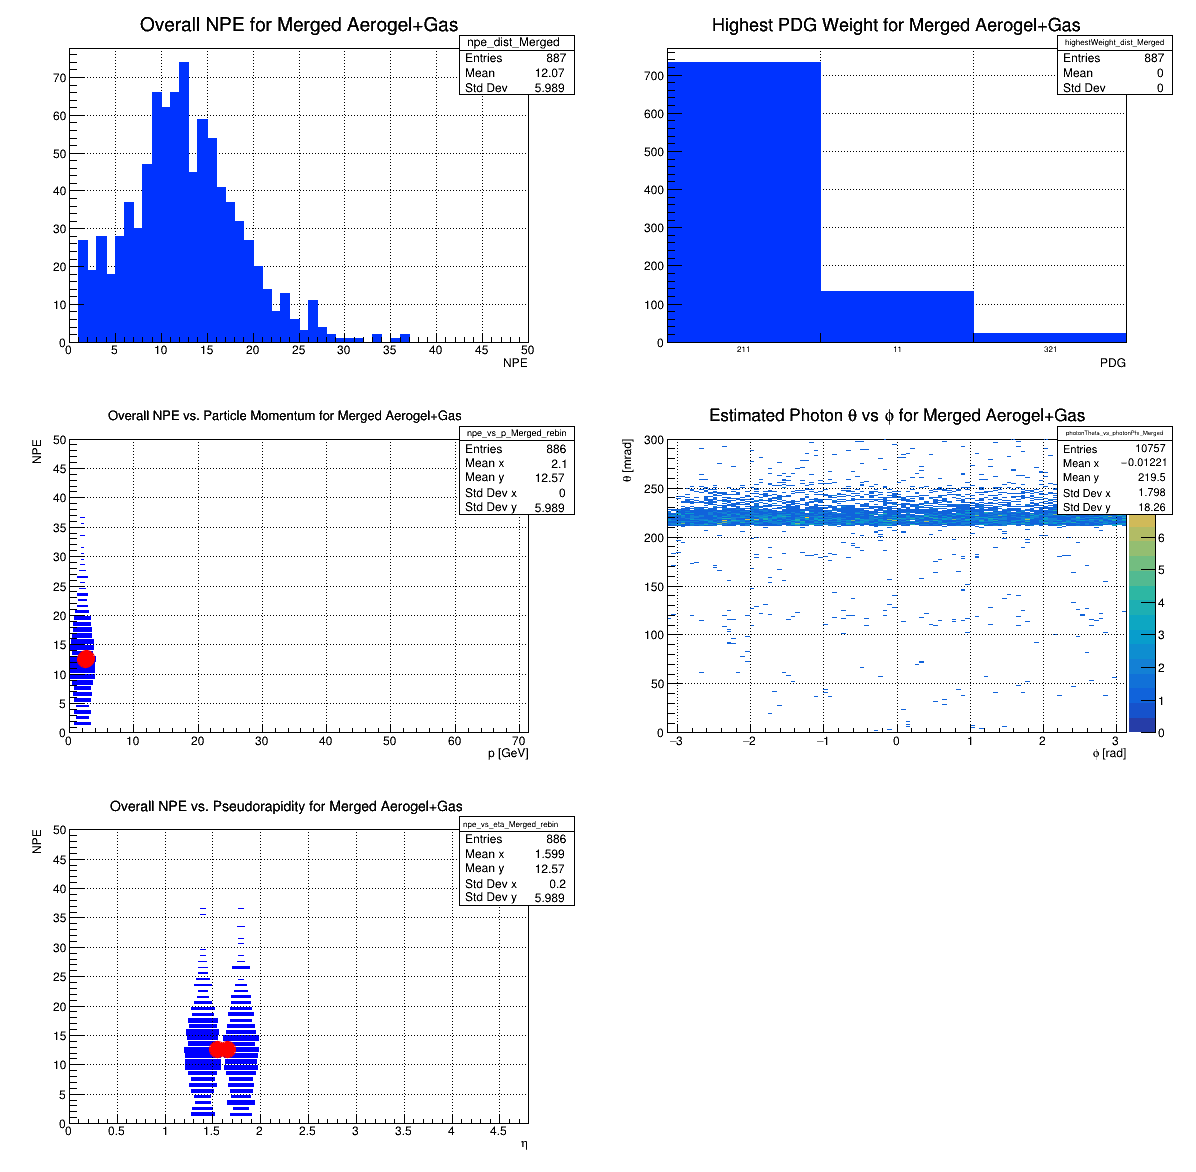 Overall NPE for Merged Aerogel+Gas
npe_dist_Merged
Entries 887
Mean 12.07
Std Dev 5.989
70
60
50
40
30
20
10
0
0 5 10 15 20 25 30 35 40 45 50
NPE
Highest PDG Weight for Merged Aerogel+Gas
highestWeight_dist_Merged
Entries 887
Mean 0
Std Dev 0
700
600
500
400
300
200
100
0
211 11 321
PDG
Overall NPE vs. Particle Momentum for Merged Aerogel+Gas
npe_vs_p_Merged_rebin
Entries 886
Mean x 2.1
Mean y 12.57
Std Dev x 0
Std Dev y 5.989
NPE
50
45
40
35
30
25
20
15
10
5
0
0 10 20 30 40 50 60 70
p [GeV]
Estimated Photon θ vs ϕ for Merged Aerogel+Gas
photonTheta_vs_photonPhi_Merged
Entries 10757
Mean x −0.01221
Mean y 219.5
Std Dev x 1.798
Std Dev y 18.26
θ [mrad]
300
250
200
150
100
50
0
−3 −2 −1 0 1 2 3
ϕ [rad]
6
5
4
3
2
1
0
Overall NPE vs. Pseudorapidity for Merged Aerogel+Gas
npe_vs_eta_Merged_rebin
Entries 886
Mean x 1.599
Mean y 12.57
Std Dev x 0.2
Std Dev y 5.989
NPE
50
45
40
35
30
25
20
15
10
5
0
0 0.5 1 1.5 2 2.5 3 3.5 4 4.5
η